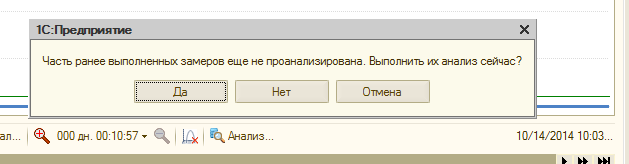 1С:Предприятие
Часть ранее выполненных замеров еще не проанализирована. Выполнить их анализ сейчас?
Да Нет Отмена
ал... 000 дн. 00:10:57 Анализ... 10/14/2014 10:03...